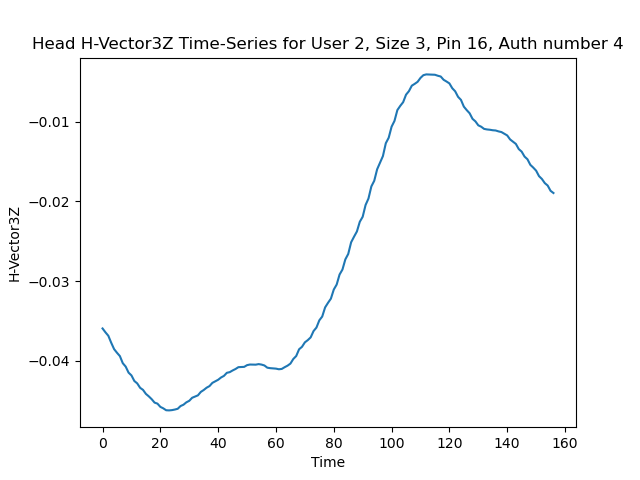 Head H-Vector3Z Time-Series for User 2, Size 3, Pin 16, Auth number 4
−0.01
−0.02
−0.03
−0.04
H-Vector3Z
0 20 40 60 80 100 120 140 160
Time